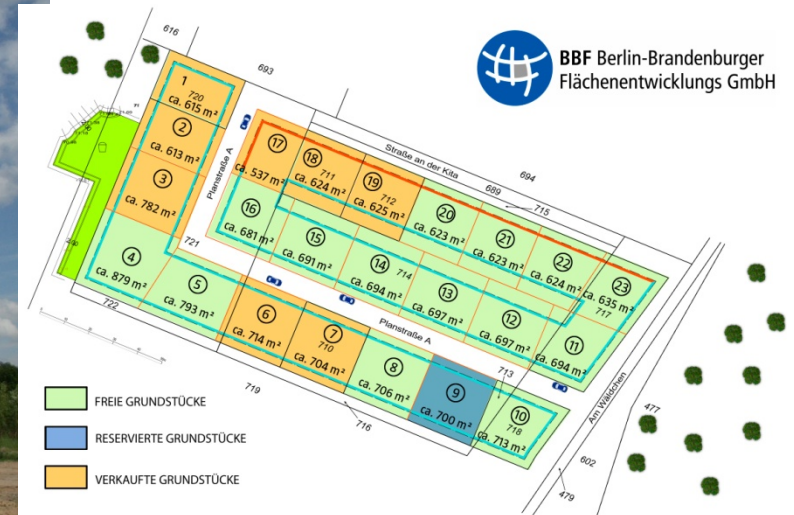 BBF Berlin-Brandenburger
Flächenentwicklungs GmbH
616
693
1
720
ca. 615 m²
2
ca. 613 m²
3
ca. 782 m²
4
ca. 879 m²
5
ca. 793 m²
6
ca. 714 m²
7
710
ca. 704 m²
8
ca. 706 m²
9
ca. 700 m²
10
718
ca. 713 m²
17
ca. 537 m²
18
711
ca. 624 m²
19
712
ca. 625 m²
20
ca. 623 m²
21
ca. 623 m²
22
ca. 624 m²
23
ca. 635 m²
717
16
ca. 681 m²
15
ca. 691 m²
14
714
ca. 694 m²
13
ca. 697 m²
12
ca. 697 m²
11
ca. 694 m²
Planstraße A
Planstraße A
Straße an der Kita
689
694
715
721
722
719
716
713
Am Wäldchen
477
602
479
FREIE GRUNDSTÜCKE
RESERVIERTE GRUNDSTÜCKE
VERKAUFTE GRUNDSTÜCKE